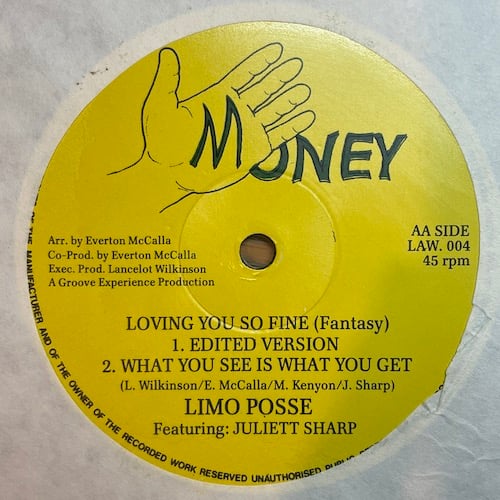 MONEY
Arr. by Everton McCalla
Co-Prod. by Everton McCalla
Exec. Prod. Lancelot Wilkinson
A Groove Experience Production
AA SIDE
LAW. 004
45 rpm
LOVING YOU SO FINE (Fantasy)
1. EDITED VERSION
2. WHAT YOU SEE IS WHAT YOU GET
(L. Wilkinson/E. McCalla/M. Kenyon/J. Sharp)
LIMO POSSE
Featuring: JULIETT SHARP
OF THE MANUFACTURER AND OF THE OWNER OF THE RECORDED WORK RESERVED UNAUTHORISED